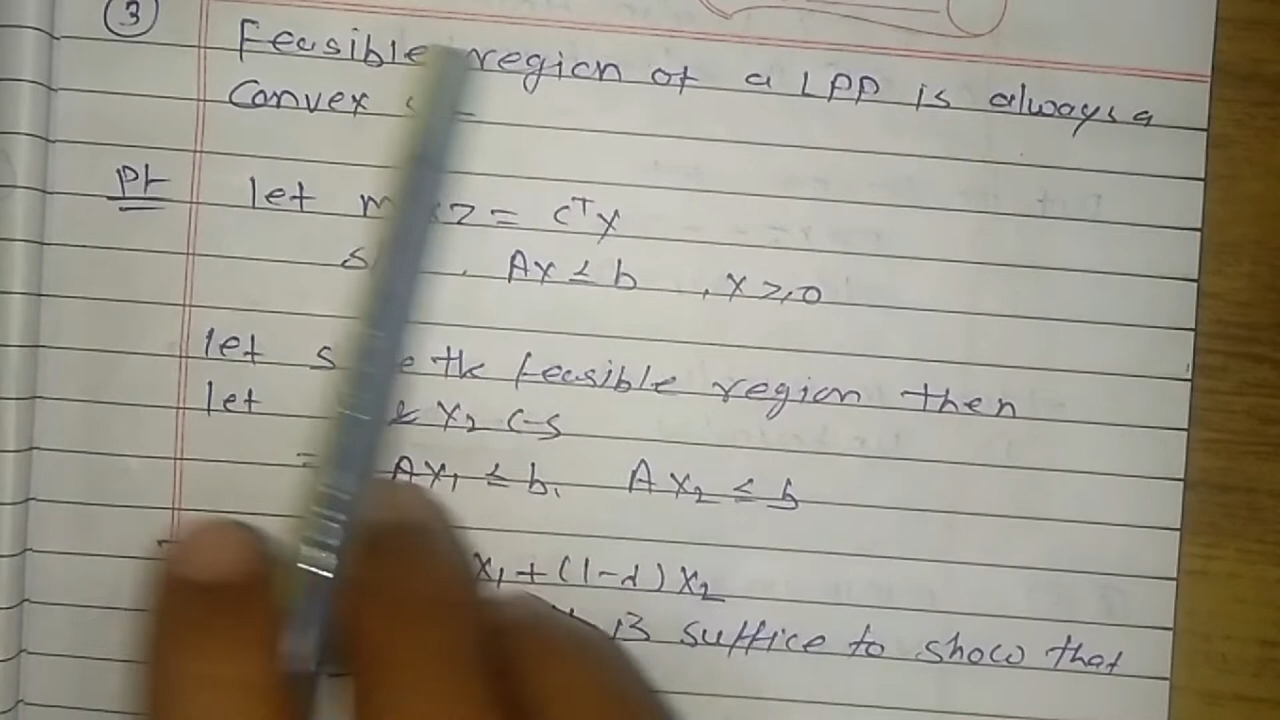 3
Feasible region of a LPP is always a
Convex
Pf let Z = cᵀx
Ax ≤ b , x ≥ 0
let S the feasible region then
let & x₂ ∈ S
Ax₁ ≤ b, Ax₂ ≤ b
x₁ + (1-λ) x₂
is suffice to show that